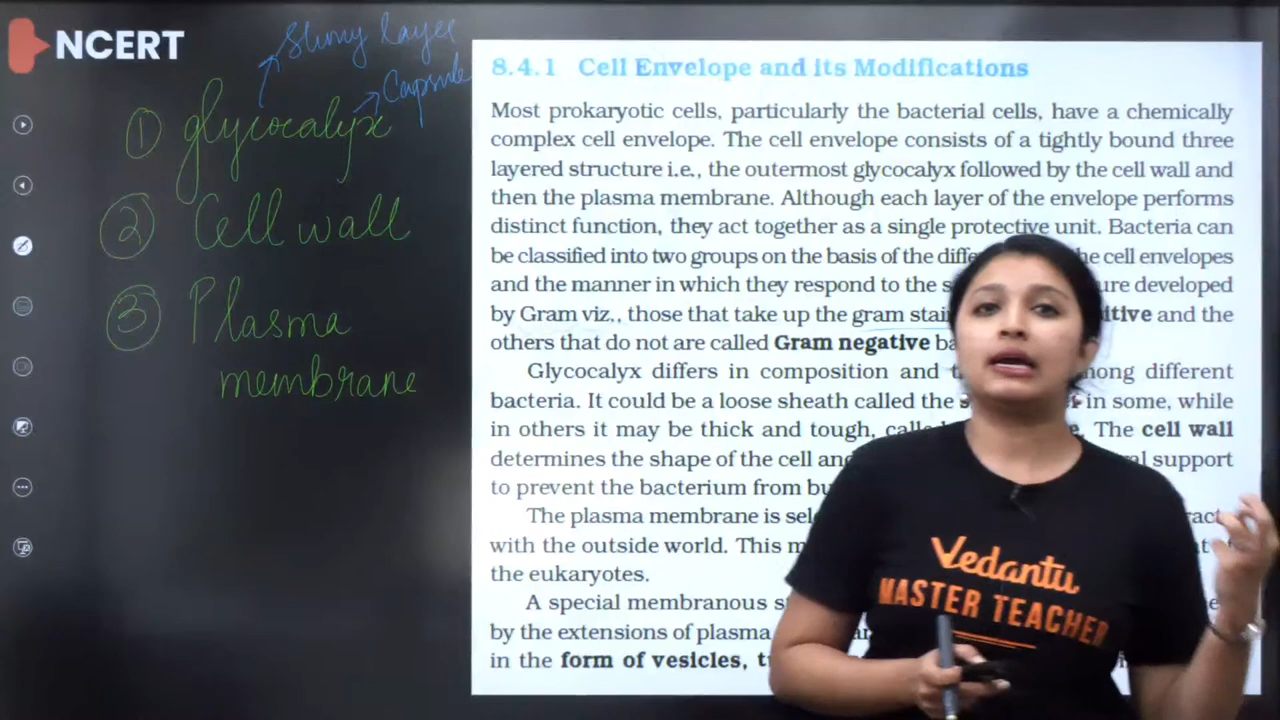 NCERT
Slimy layer
Capsule
① glycocalyx
② Cell wall
③ Plasma
membrane
8.4.1 Cell Envelope and its Modifications
Most prokaryotic cells, particularly the bacterial cells, have a chemically
complex cell envelope. The cell envelope consists of a tightly bound three
layered structure i.e., the outermost glycocalyx followed by the cell wall and
then the plasma membrane. Although each layer of the envelope performs
distinct function, they act together as a single protective unit. Bacteria can
be classified into two groups on the basis of the diffe he cell envelopes
and the manner in which they respond to the s ure developed
by Gram viz., those that take up the gram stai itive and the
others that do not are called Gram negative ba
Glycocalyx differs in composition and t mong different
bacteria. It could be a loose sheath called the s in some, while
in others it may be thick and tough, call e. The cell wall
determines the shape of the cell and al support
to prevent the bacterium from bu
The plasma membrane is sel ract
with the outside world. This m at
the eukaryotes.
A special membranous s
by the extensions of plasma
in the form of vesicles, t
Vedantu
MASTER TEACHER